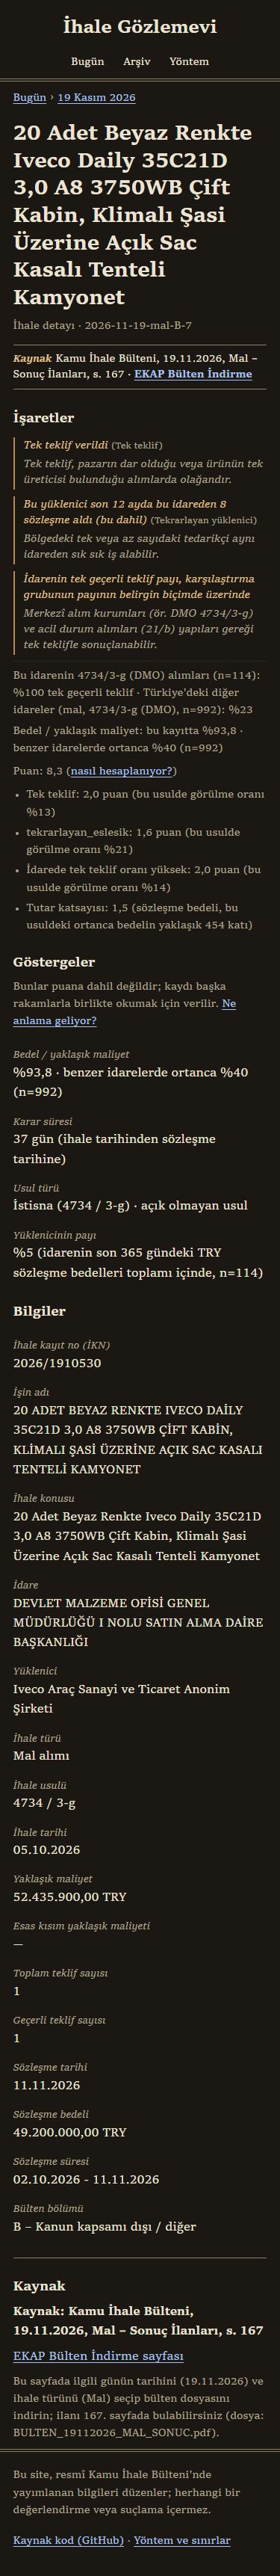 İhale Gözlemevi
Bugün Arşiv Yöntem
Bugün › 19 Kasım 2026
20 Adet Beyaz Renkte
Iveco Daily 35C21D
3,0 A8 3750WB Çift
Kabin, Klimalı Şasi
Üzerine Açık Sac
Kasalı Tenteli
Kamyonet
İhale detayı · 2026-11-19-mal-B-7
Kaynak Kamu İhale Bülteni, 19.11.2026, Mal –
Sonuç İlanları, s. 167 · EKAP Bülten İndirme
İşaretler
Tek teklif verildi (Tek teklif)
Tek teklif, pazarın dar olduğu veya ürünün tek
üreticisi bulunduğu alımlarda olağandır.
Bu yüklenici son 12 ayda bu idareden 8
sözleşme aldı (bu dahil) (Tekrarlayan yüklenici)
Bölgedeki tek veya az sayıdaki tedarikçi aynı
idareden sık sık iş alabilir.
İdarenin tek geçerli teklif payı, karşılaştırma
grubunun payının belirgin biçimde üzerinde
Merkezî alım kurumları (ör. DMO 4734/3-g)
ve acil durum alımları (21/b) yapıları gereği
tek teklifle sonuçlanabilir.
Bu idarenin 4734/3-g (DMO) alımları (n=114):
%100 tek geçerli teklif · Türkiye'deki diğer
idareler (mal, 4734/3-g (DMO), n=992): %23
Bedel / yaklaşık maliyet: bu kayıtta %93,8 ·
benzer idarelerde ortanca %40 (n=992)
Puan: 8,3 (nasıl hesaplanıyor?)
• Tek teklif: 2,0 puan (bu usulde görülme oranı
%13)
• tekrarlayan_eslesik: 1,6 puan (bu usulde
görülme oranı %21)
• İdarede tek teklif oranı yüksek: 2,0 puan (bu
usulde görülme oranı %14)
• Tutar katsayısı: 1,5 (sözleşme bedeli, bu
usuldeki ortanca bedelin yaklaşık 454 katı)
Göstergeler
Bunlar puana dahil değildir; kaydı başka
rakamlarla birlikte okumak için verilir. Ne
anlama geliyor?
Bedel / yaklaşık maliyet
%93,8 · benzer idarelerde ortanca %40
(n=992)
Karar süresi
37 gün (ihale tarihinden sözleşme
tarihine)
Usul türü
İstisna (4734 / 3-g) · açık olmayan usul
Yüklenicinin payı
%5 (idarenin son 365 gündeki TRY
sözleşme bedelleri toplamı içinde, n=114)
Bilgiler
İhale kayıt no (İKN)
2026/1910530
İşin adı
20 ADET BEYAZ RENKTE IVECO DAİLY
35C21D 3,0 A8 3750WB ÇİFT KABİN,
KLİMALI ŞASİ ÜZERİNE AÇIK SAC KASALI
TENTELİ KAMYONET
İhale konusu
20 Adet Beyaz Renkte Iveco Daily 35C21D
3,0 A8 3750WB Çift Kabin, Klimalı Şasi
Üzerine Açık Sac Kasalı Tenteli Kamyonet
İdare
DEVLET MALZEME OFİSİ GENEL
MÜDÜRLÜĞÜ I NOLU SATIN ALMA DAİRE
BAŞKANLIĞI
Yüklenici
Iveco Araç Sanayi ve Ticaret Anonim
Şirketi
İhale türü
Mal alımı
İhale usulü
4734 / 3-g
İhale tarihi
05.10.2026
Yaklaşık maliyet
52.435.900,00 TRY
Esas kısım yaklaşık maliyeti
—
Toplam teklif sayısı
1
Geçerli teklif sayısı
1
Sözleşme tarihi
11.11.2026
Sözleşme bedeli
49.200.000,00 TRY
Sözleşme süresi
02.10.2026 - 11.11.2026
Bülten bölümü
B – Kanun kapsamı dışı / diğer
Kaynak
Kaynak: Kamu İhale Bülteni,
19.11.2026, Mal – Sonuç İlanları, s. 167
EKAP Bülten İndirme sayfası
Bu sayfada ilgili günün tarihini (19.11.2026) ve
ihale türünü (Mal) seçip bülten dosyasını
indirin; ilanı 167. sayfada bulabilirsiniz (dosya:
BULTEN_19112026_MAL_SONUC.pdf).
Bu site, resmî Kamu İhale Bülteni'nde
yayımlanan bilgileri düzenler; herhangi bir
değerlendirme veya suçlama içermez.
Kaynak kod (GitHub) · Yöntem ve sınırlar